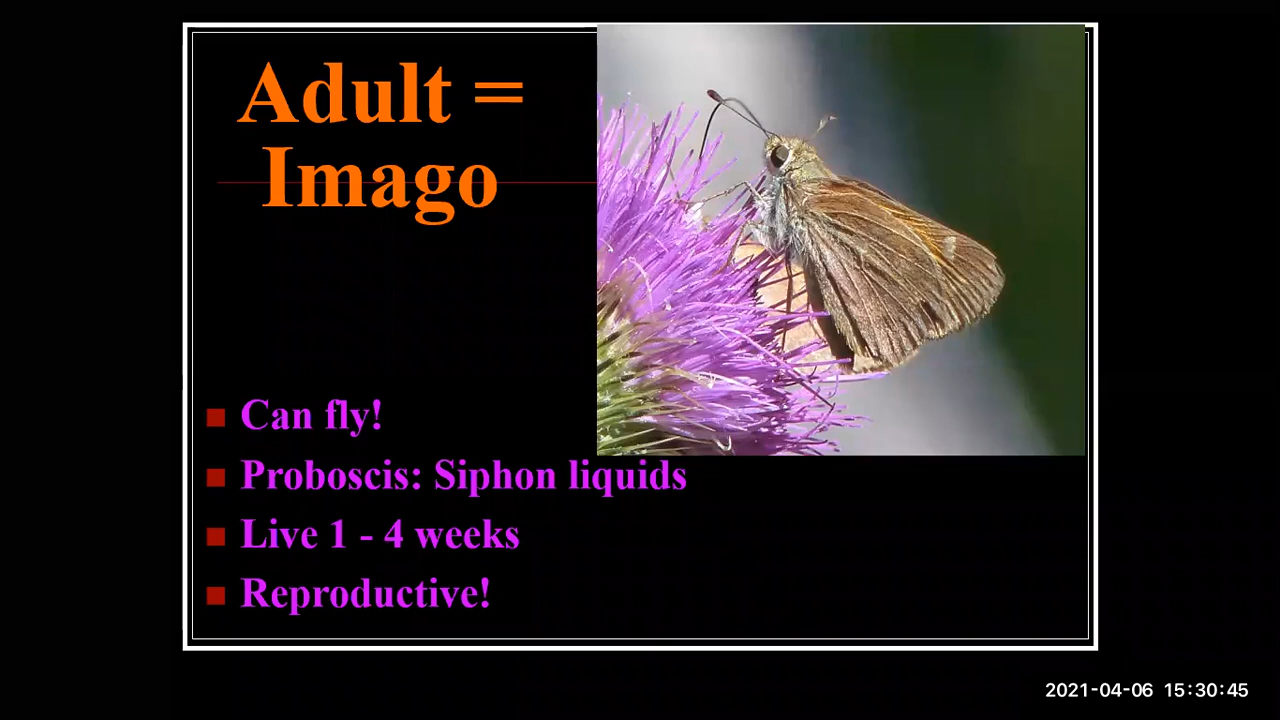 Adult =
Imago
Can fly!
Proboscis: Siphon liquids
Live 1 - 4 weeks
Reproductive!
2021-04-06 15:30:45